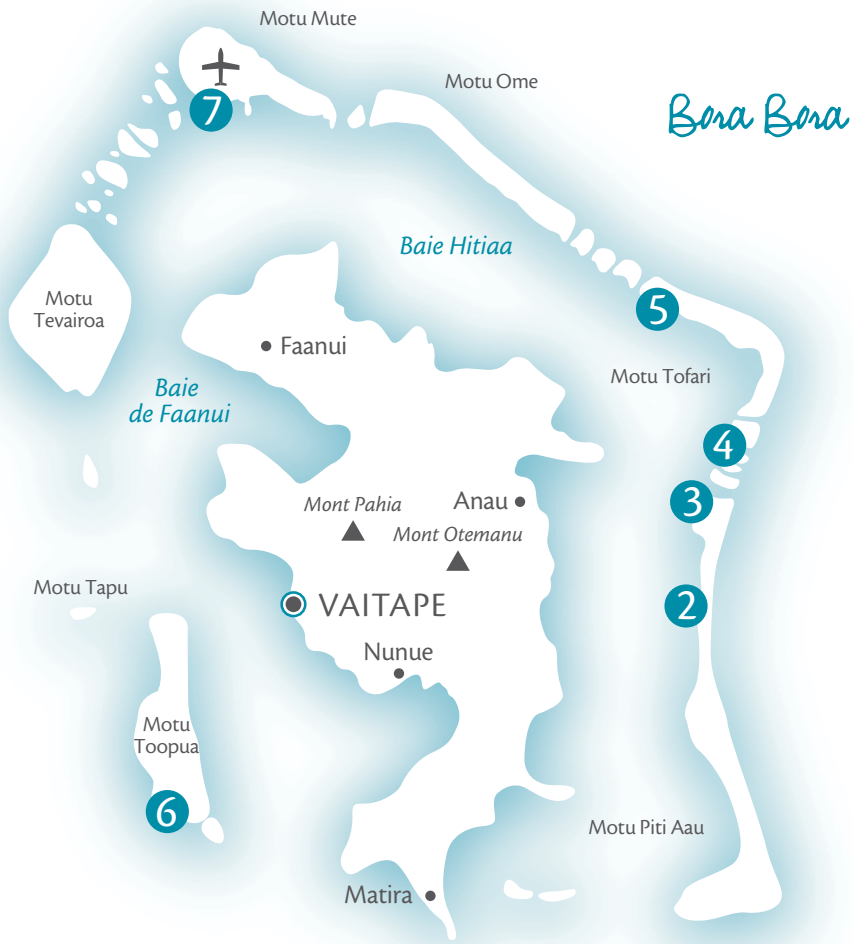 Motu Mute
Motu Ome
Bora Bora
7
Baie Hitiaa
Motu
Tevairoa
5
Faanui
Motu Tofari
Baie
de Faanui
4
Mont Pahia
Anau
3
Mont Otemanu
Motu Tapu
VAITAPE
2
Nunue
Motu
Toopua
6
Motu Piti Aau
Matira